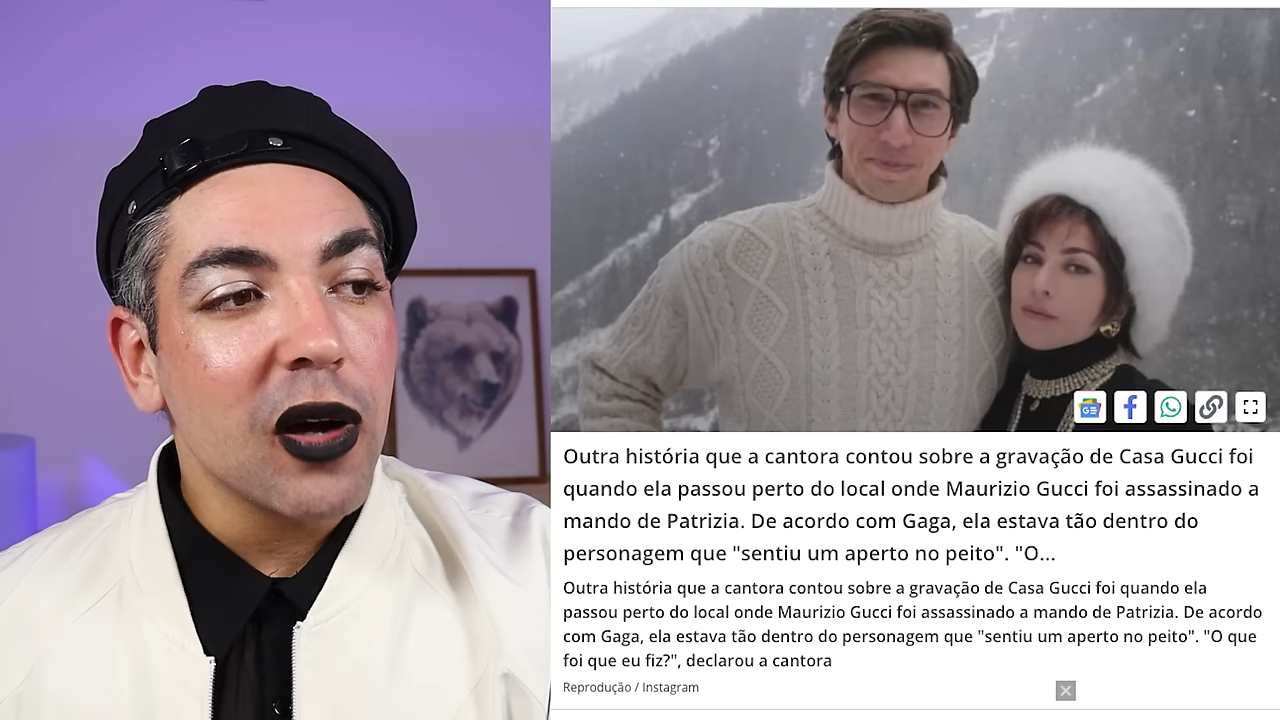 Outra história que a cantora contou sobre a gravação de Casa Gucci foi
quando ela passou perto do local onde Maurizio Gucci foi assassinado a
mando de Patrizia. De acordo com Gaga, ela estava tão dentro do
personagem que "sentiu um aperto no peito". "O...
Outra história que a cantora contou sobre a gravação de Casa Gucci foi quando ela
passou perto do local onde Maurizio Gucci foi assassinado a mando de Patrizia. De acordo
com Gaga, ela estava tão dentro do personagem que "sentiu um aperto no peito". "O que
foi que eu fiz?", declarou a cantora
Reprodução / Instagram